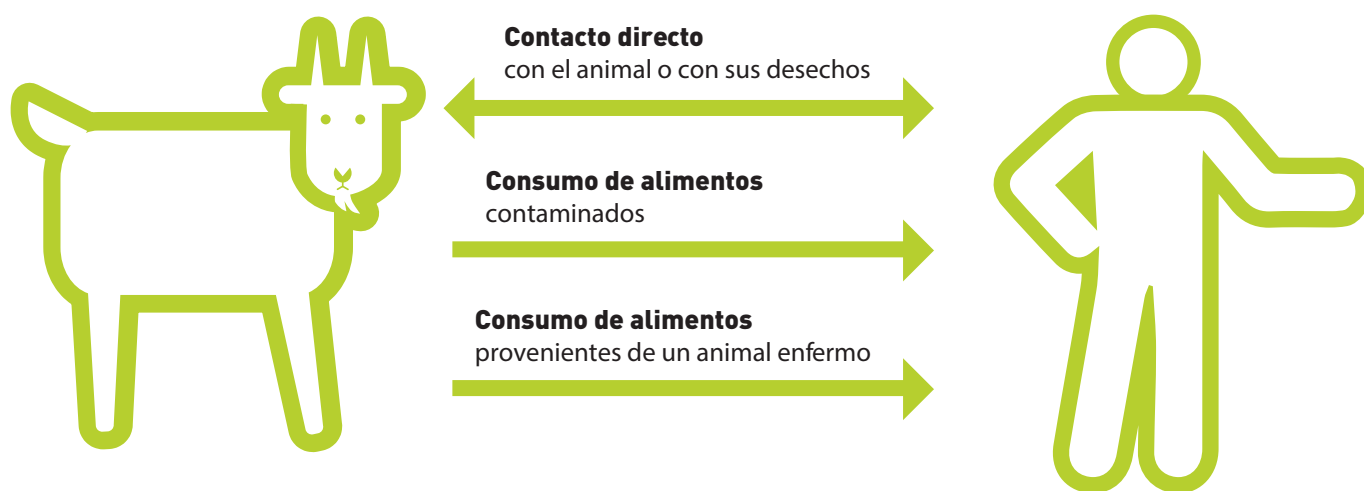 Contacto directo
con el animal o con sus desechos
Consumo de alimentos
contaminados
Consumo de alimentos
provenientes de un animal enfermo